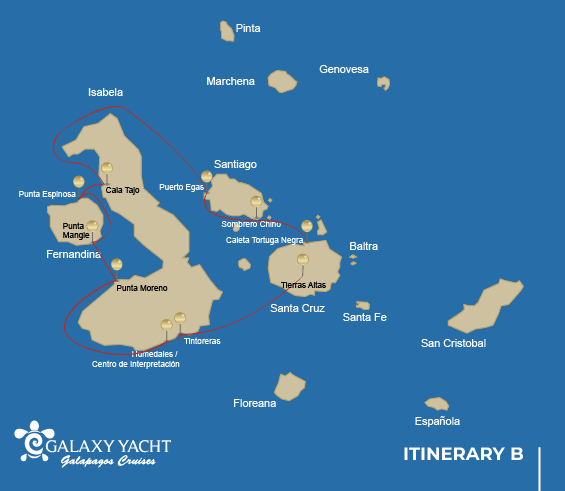 Pinta
Genovesa
Marchena
Isabela
Santiago
Puerto Egas
Caia Tajo
Punta Espinosa
Sombrero Chino
Punta
Mangle
Caleta Tortuga Negra
Baltra
Fernandina
Punta Moreno
Tierras Altas
Santa Cruz
Santa Fe
Tintoreras
San Cristobal
Humedales /
Centro de Interpretación
Floreana
Española
GALAXY YACHT
Galapagos Cruises
ITINERARY B